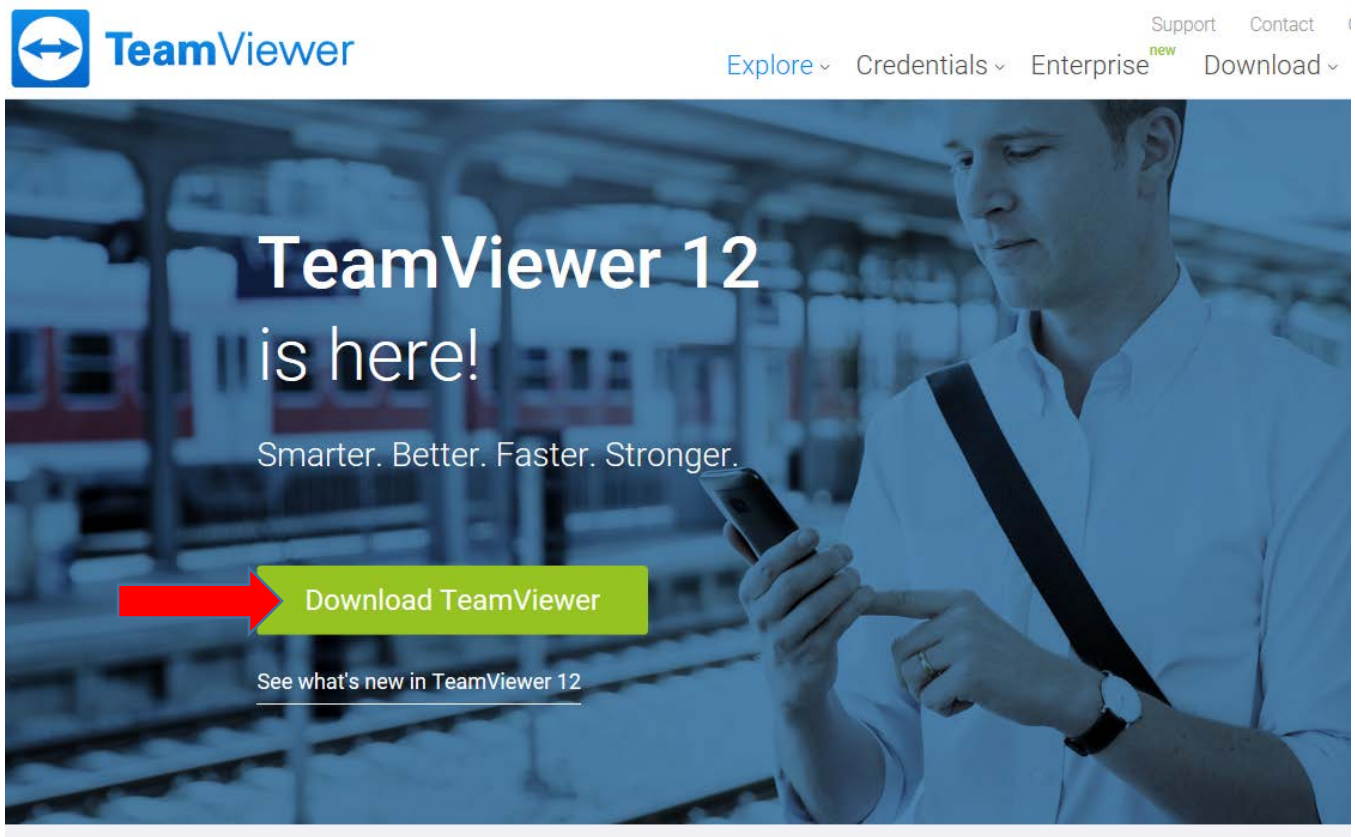 TeamViewer
Support Contact
Explore Credentials Enterprise new Download
TeamViewer 12
is here!
Smarter. Better. Faster. Stronger.
Download TeamViewer
See what's new in TeamViewer 12